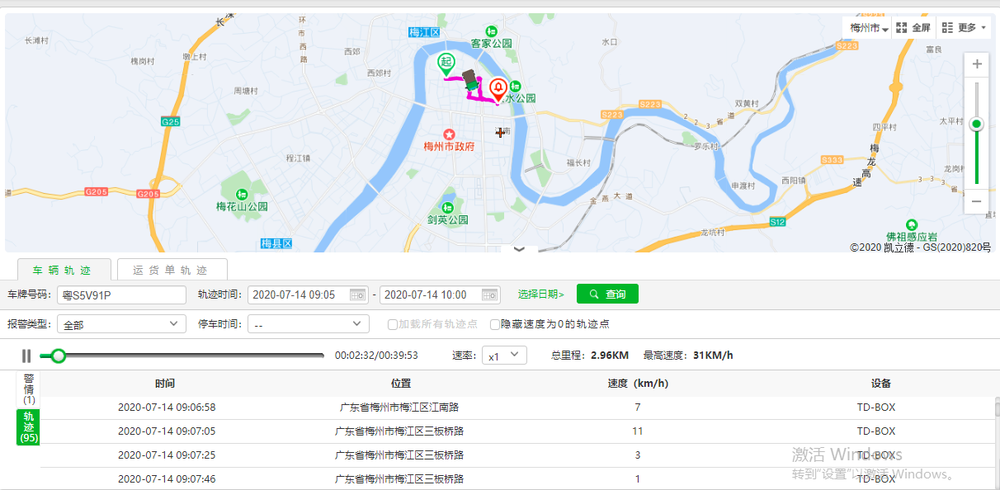 长深
环市西路
梅江区
客家公园
水口
S223
梅州市
全屏
更多
长滩村
槐岗村
墩上村
西郊
西郊村
起
富良
周塘村
水公园
S223
S223
双黄村
223省道
太平村
G25
江南
梅州市政府
四平村
程江镇
福长村
罗乐村
S333
梅龙高速
龙岗村
G205
G205
申渡村
西阳镇
333省道
梅花山公园
剑英公园
金燕大道
龙坑村
S12
佛祖感应岩
梅县区
©2020 凯立德 - GS(2020)820号
车辆轨迹 运货单轨迹
车牌号码: 粤S5V91P 轨迹时间: 2020-07-14 09:05 - 2020-07-14 10:00 选择日期> 查询
报警类型: 全部 停车时间: -- 加载所有轨迹点 隐藏速度为0的轨迹点
00:02:32/00:39:53 速率: x1 总里程: 2.96KM 最高速度: 31KM/h
警情(1)
轨迹(95)
时间 位置 速度 (km/h) 设备
2020-07-14 09:06:58 广东省梅州市梅江区江南路 7 TD-BOX
2020-07-14 09:07:05 广东省梅州市梅江区三板桥路 11 TD-BOX
2020-07-14 09:07:25 广东省梅州市梅江区三板桥路 3 TD-BOX
2020-07-14 09:07:46 广东省梅州市梅江区三板桥路 1 TD-BOX
激活 Windows
转到"设置"以激活 Windows。